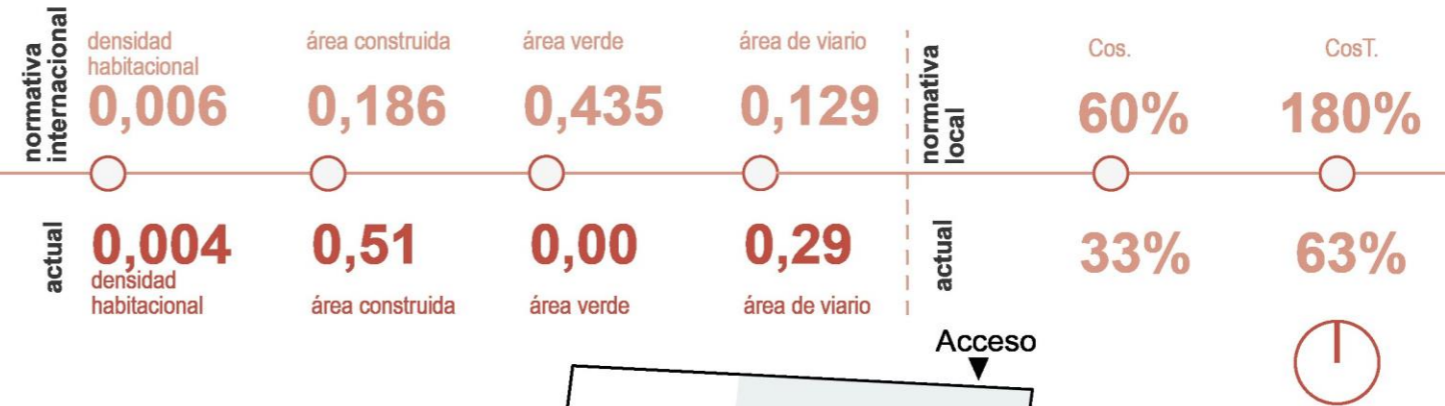 normativa
internacional
densidad
habitacional
0,006
área construida
0,186
área verde
0,435
área de viario
0,129
normativa
local
Cos.
60%
CosT.
180%
actual
0,004
densidad
habitacional
0,51
área construida
0,00
área verde
0,29
área de viario
actual
33%
63%
Acceso